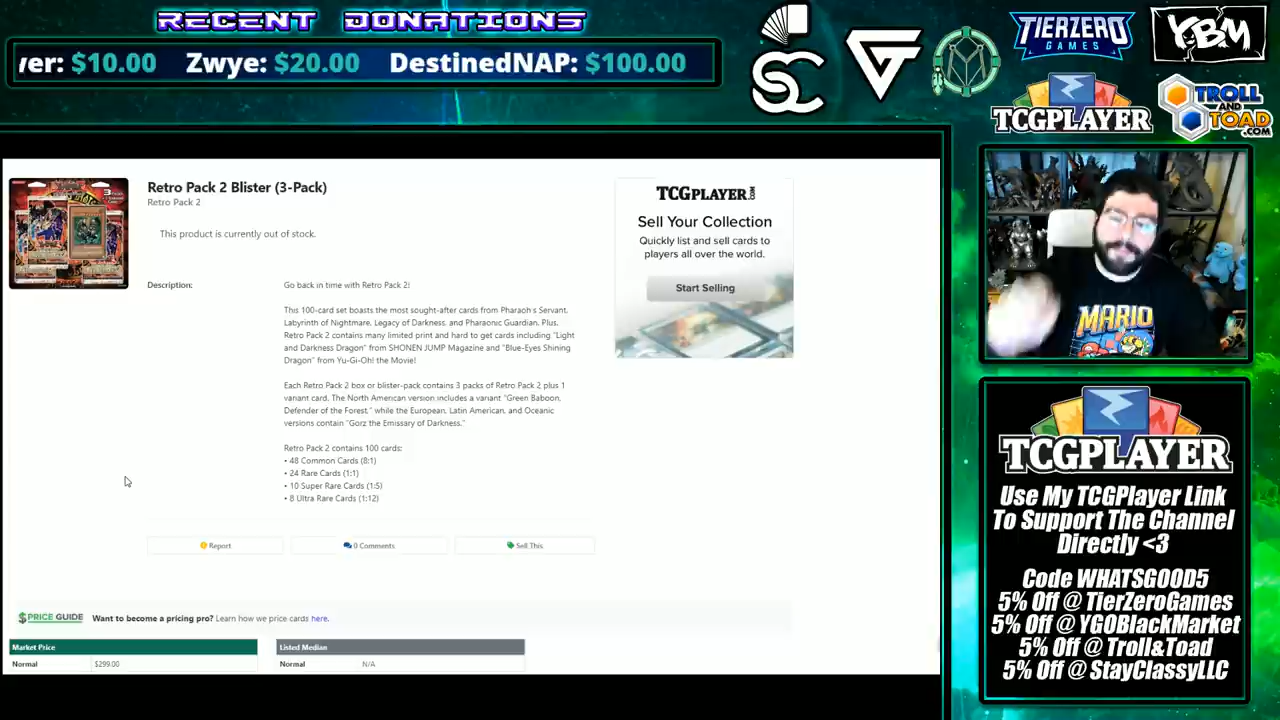 RECENT DONATIONS
ver: $10.00 Zwye: $20.00 DestinedNAP: $100.00
SC
TIERZERO
GAMES
YBM
TCGPLAYER
TROLL
AND
TOAD
.COM
Retro Pack 2 Blister (3-Pack)
Retro Pack 2
This product is currently out of stock.
Description:
Go back in time with Retro Pack 2!
This 100-card set boasts the most sought-after cards from Pharaoh's Servant,
Labyrinth of Nightmare, Legacy of Darkness, and Pharaonic Guardian. Plus,
Retro Pack 2 contains many limited print and hard to get cards including "Light
and Darkness Dragon" from SHONEN JUMP Magazine and "Blue-Eyes Shining
Dragon" from Yu-Gi-Oh! the Movie!
Each Retro Pack 2 box or blister-pack contains 3 packs of Retro Pack 2 plus 1
variant card. The North American version includes a variant "Green Baboon,
Defender of the Forest," while the European, Latin American, and Oceanic
versions contain "Gorz the Emissary of Darkness."
Retro Pack 2 contains 100 cards:
• 48 Common Cards (8:1)
• 24 Rare Cards (1:1)
• 10 Super Rare Cards (1:5)
• 8 Ultra Rare Cards (1:12)
Report
0 Comments
Sell This
TCGPLAYER.COM
Sell Your Collection
Quickly list and sell cards to
players all over the world.
Start Selling
PRICE GUIDE Want to become a pricing pro? Learn how we price cards here.
Market Price
Normal $299.00
Listed Median
Normal N/A
MARIO
TCGPLAYER
Use My TCGPlayer Link
To Support The Channel
Directly <3
Code WHATSGOOD5
5% Off @ TierZeroGames
5% Off @ YGOBlackMarket
5% Off @ Troll&Toad
5% Off @ StayClassyLLC